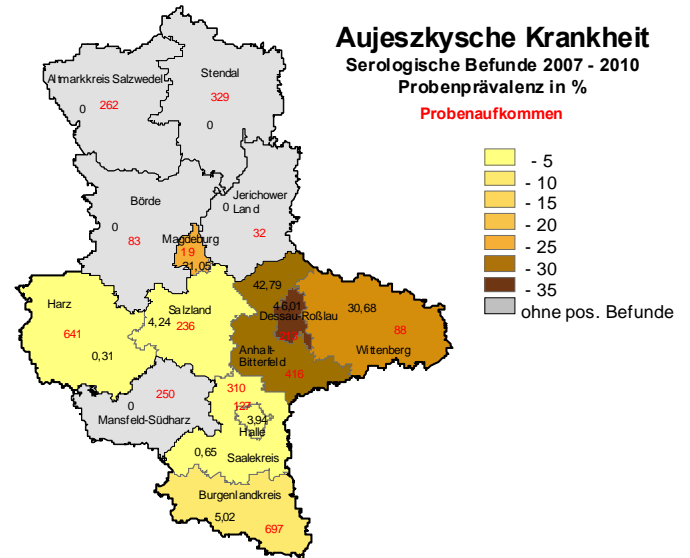 Aujeszkysche Krankheit
Serologische Befunde 2007 - 2010
Probenprävalenz in %
Probenaufkommen
- 5
- 10
- 15
- 20
- 25
- 30
- 35
ohne pos. Befunde
Altmarkkreis Salzwedel
0
262
Stendal
329
0
Börde
0
83
Jerichower
0
Land
32
Magdeburg
19
21,05
Harz
641
0,31
4,24
Salzland
236
42,79
Anhalt-
Bitterfeld
416
46,01
Dessau-Roßlau
30,68
88
Wittenberg
250
0
Mansfeld-Südharz
310
127
3,94
Halle
0,65
Saalekreis
Burgenlandkreis
5,02
697